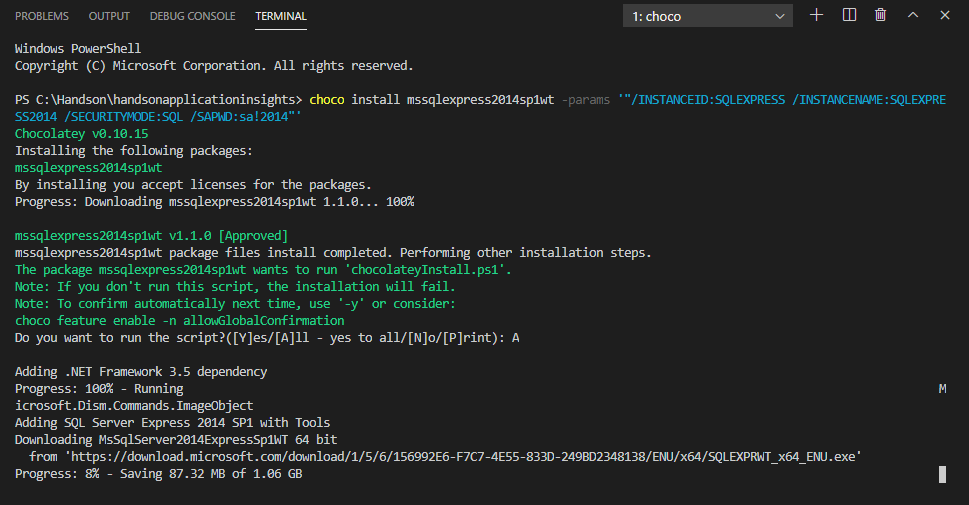 PROBLEMS OUTPUT DEBUG CONSOLE TERMINAL 1: choco
Windows PowerShell
Copyright (C) Microsoft Corporation. All rights reserved.
PS C:\Handson\handsonapplicationinsights> choco install mssqlexpress2014sp1wt -params '"/INSTANCEID:SQLEXPRESS /INSTANCENAME:SQLEXPRE
SS2014 /SECURITYMODE:SQL /SAPWD:sa!2014"'
Chocolatey v0.10.15
Installing the following packages:
mssqlexpress2014sp1wt
By installing you accept licenses for the packages.
Progress: Downloading mssqlexpress2014sp1wt 1.1.0... 100%
mssqlexpress2014sp1wt v1.1.0 [Approved]
mssqlexpress2014sp1wt package files install completed. Performing other installation steps.
The package mssqlexpress2014sp1wt wants to run 'chocolateyInstall.ps1'.
Note: If you don't run this script, the installation will fail.
Note: To confirm automatically next time, use '-y' or consider:
choco feature enable -n allowGlobalConfirmation
Do you want to run the script?([Y]es/[A]ll - yes to all/[N]o/[P]rint): A
Adding .NET Framework 3.5 dependency
Progress: 100% - Running M
icrosoft.Dism.Commands.ImageObject
Adding SQL Server Express 2014 SP1 with Tools
Downloading MsSqlServer2014ExpressSp1WT 64 bit
from 'https://download.microsoft.com/download/1/5/6/156992E6-F7C7-4E55-833D-249BD2348138/ENU/x64/SQLEXPRWT_x64_ENU.exe'
Progress: 8% - Saving 87.32 MB of 1.06 GB